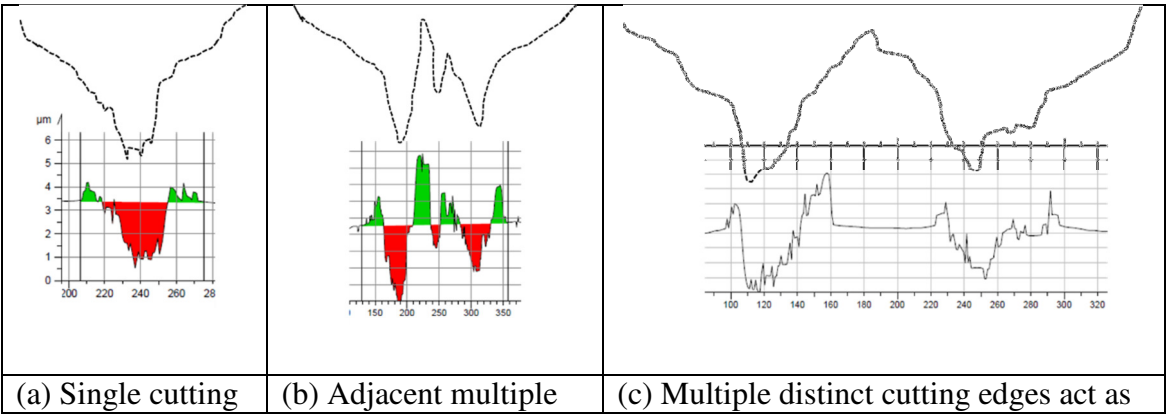 µm
6
5
4
3
2
1
0
200 220 240 260 28
150 200 250 300 350
100 120 140 160 180 200 220 240 260 280 300 320
(a) Single cutting
(b) Adjacent multiple
(c) Multiple distinct cutting edges act as